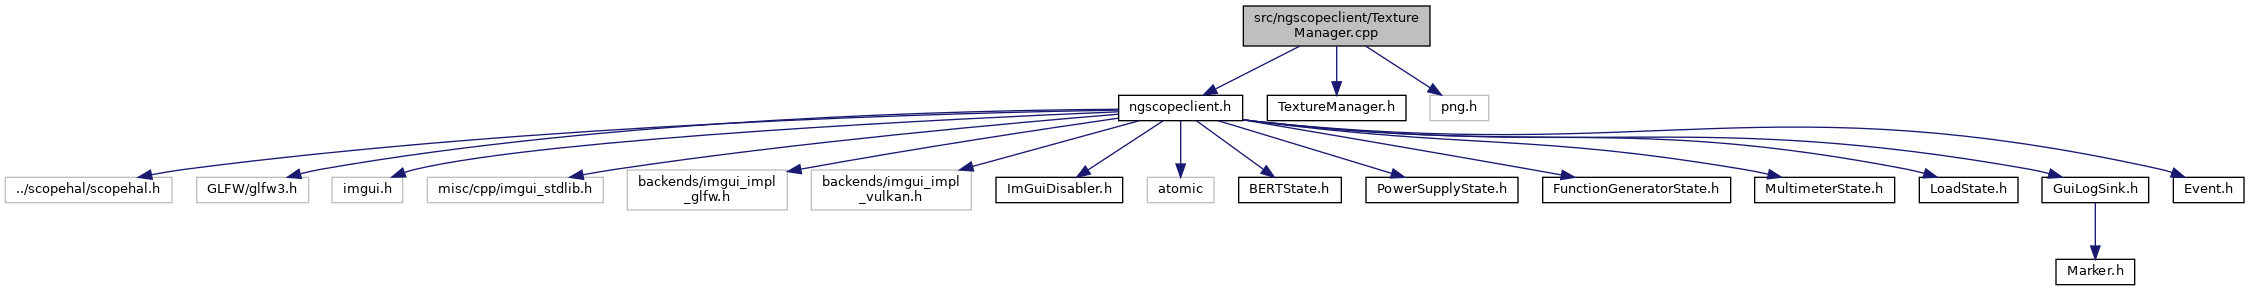 src/ngscopeclient/Texture
Manager.cpp
ngscopeclient.h
TextureManager.h
png.h
../scopehal/scopehal.h
GLFW/glfw3.h
imgui.h
misc/cpp/imgui_stdlib.h
backends/imgui_impl
_glfw.h
backends/imgui_impl
_vulkan.h
ImGuiDisabler.h
atomic
BERTState.h
PowerSupplyState.h
FunctionGeneratorState.h
MultimeterState.h
LoadState.h
GuiLogSink.h
Event.h
Marker.h